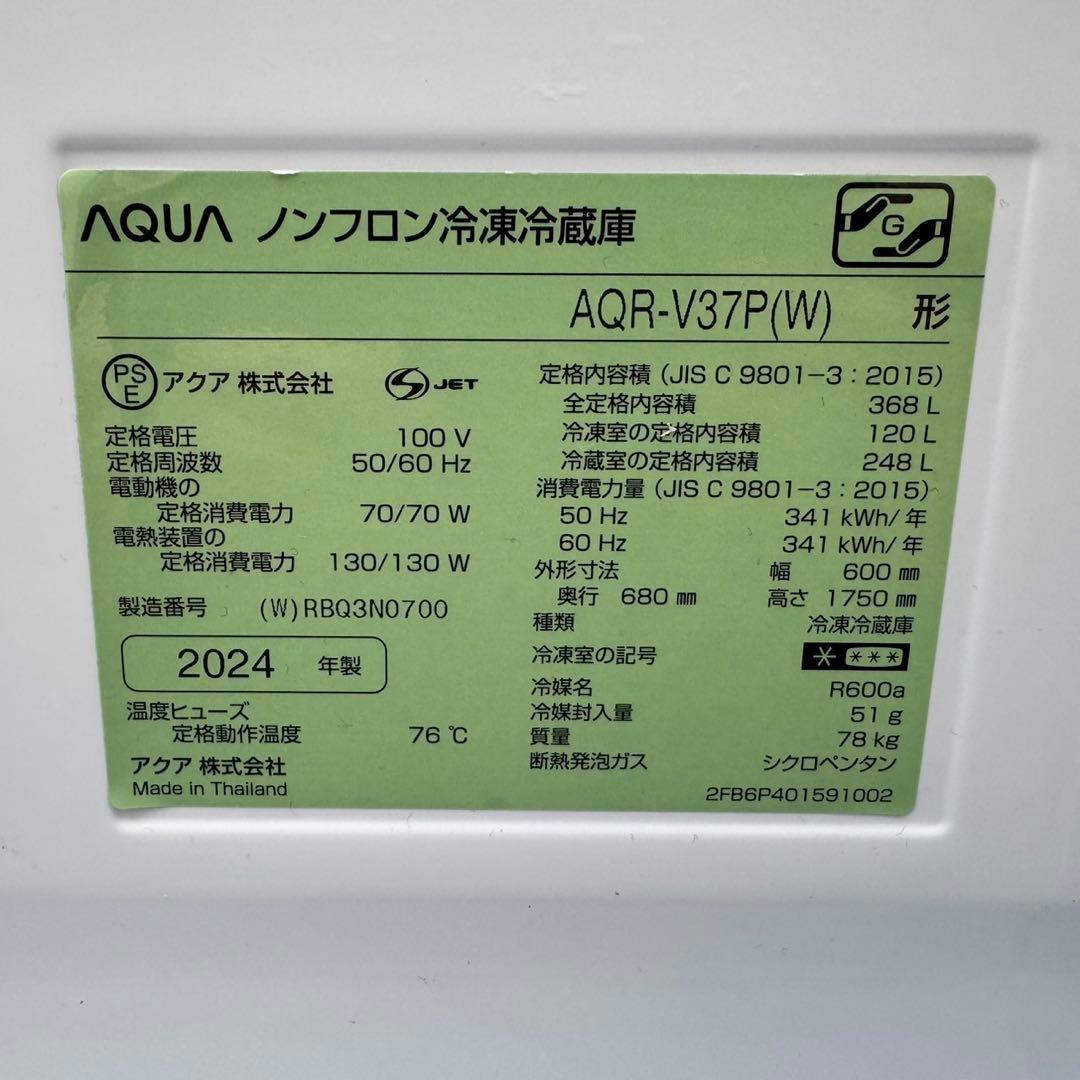 AQUA ノンフロン冷凍冷蔵庫
G
AQR-V37P(W) 形
PSE アクア 株式会社 S JET
定格電圧 100 V
定格周波数 50/60 Hz
電動機の
定格消費電力 70/70 W
電熱装置の
定格消費電力 130/130 W
製造番号 (W)RBQ3N0700
2024 年製
温度ヒューズ
定格動作温度 76 ℃
アクア 株式会社
Made in Thailand
定格内容積 (JIS C 9801-3 : 2015)
全定格内容積 368 L
冷凍室の定格内容積 120 L
冷蔵室の定格内容積 248 L
消費電力量 (JIS C 9801-3 : 2015)
50 Hz 341 kWh/年
60 Hz 341 kWh/年
外形寸法 幅 600 ㎜
奥行 680 ㎜ 高さ 1750 ㎜
種類 冷凍冷蔵庫
冷凍室の記号 * ***
冷媒名 R600a
冷媒封入量 51 g
質量 78 kg
断熱発泡ガス シクロペンタン
2FB6P401591002